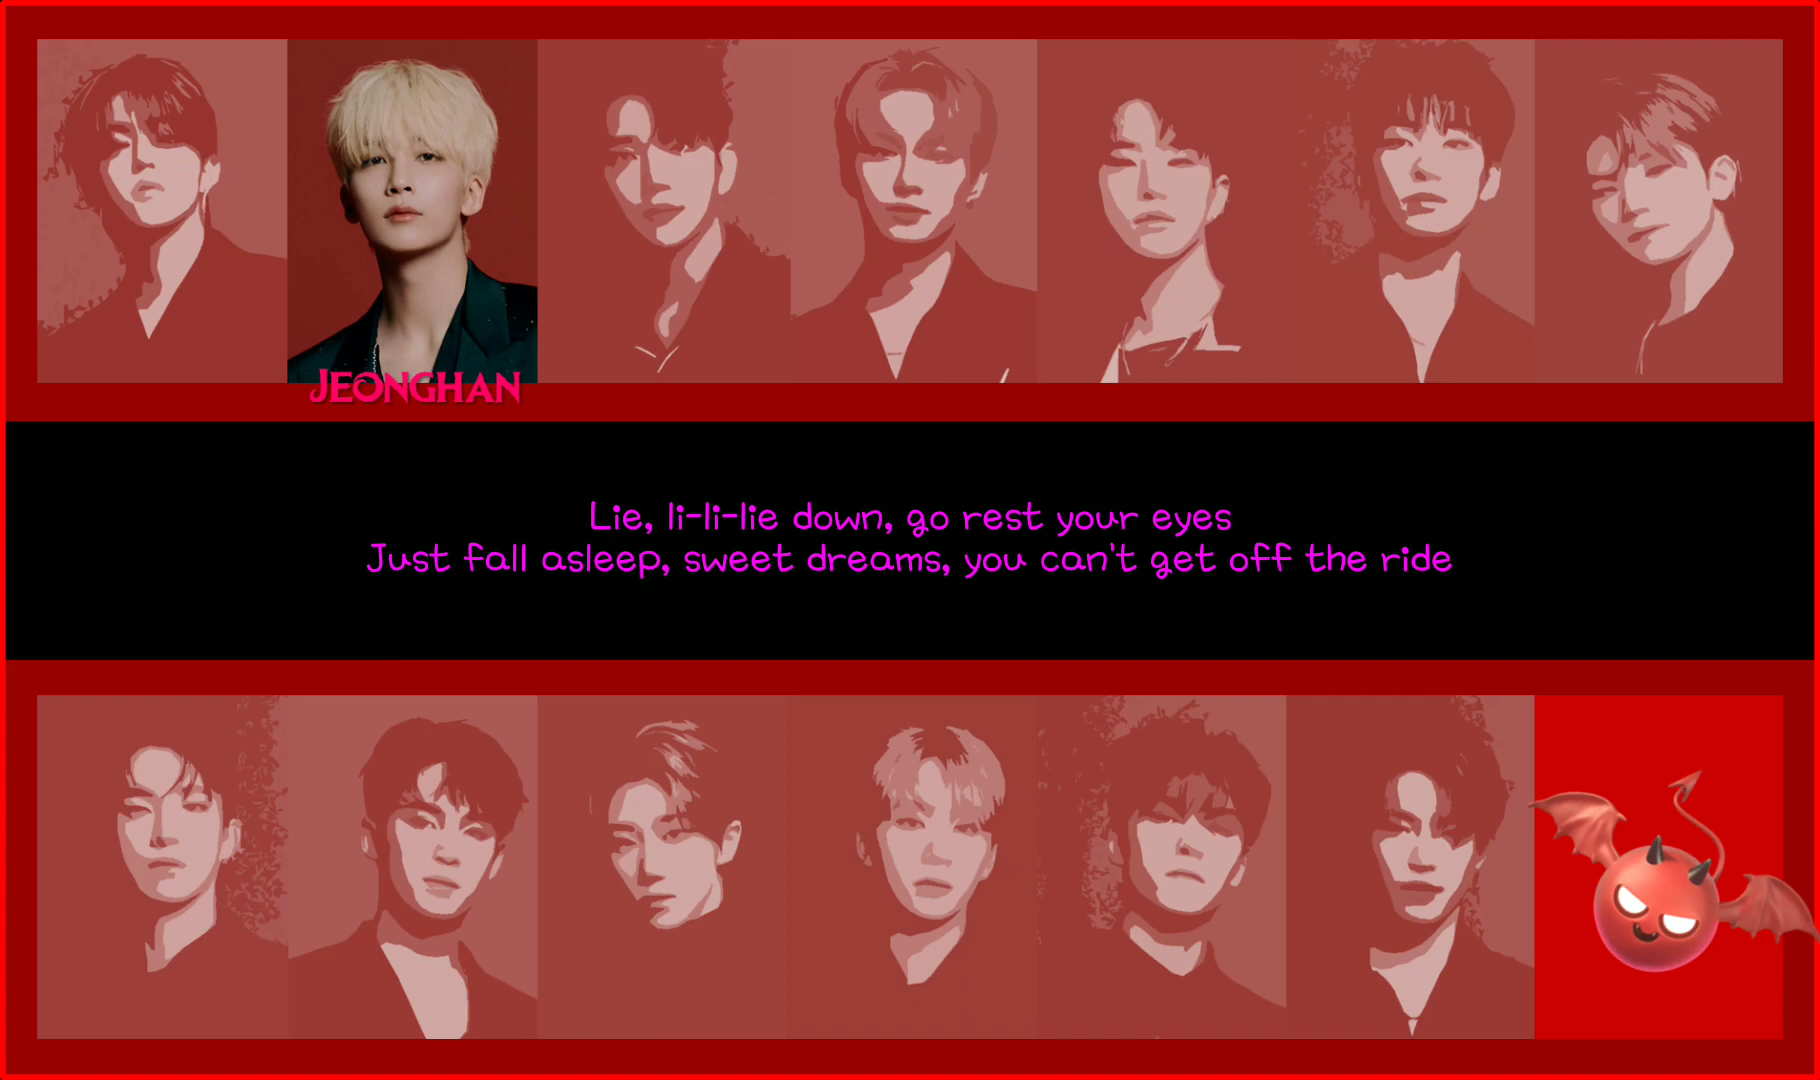 JEONGHAN
Lie, li-li-lie down, go rest your eyes
Just fall asleep, sweet dreams, you can't get off the ride